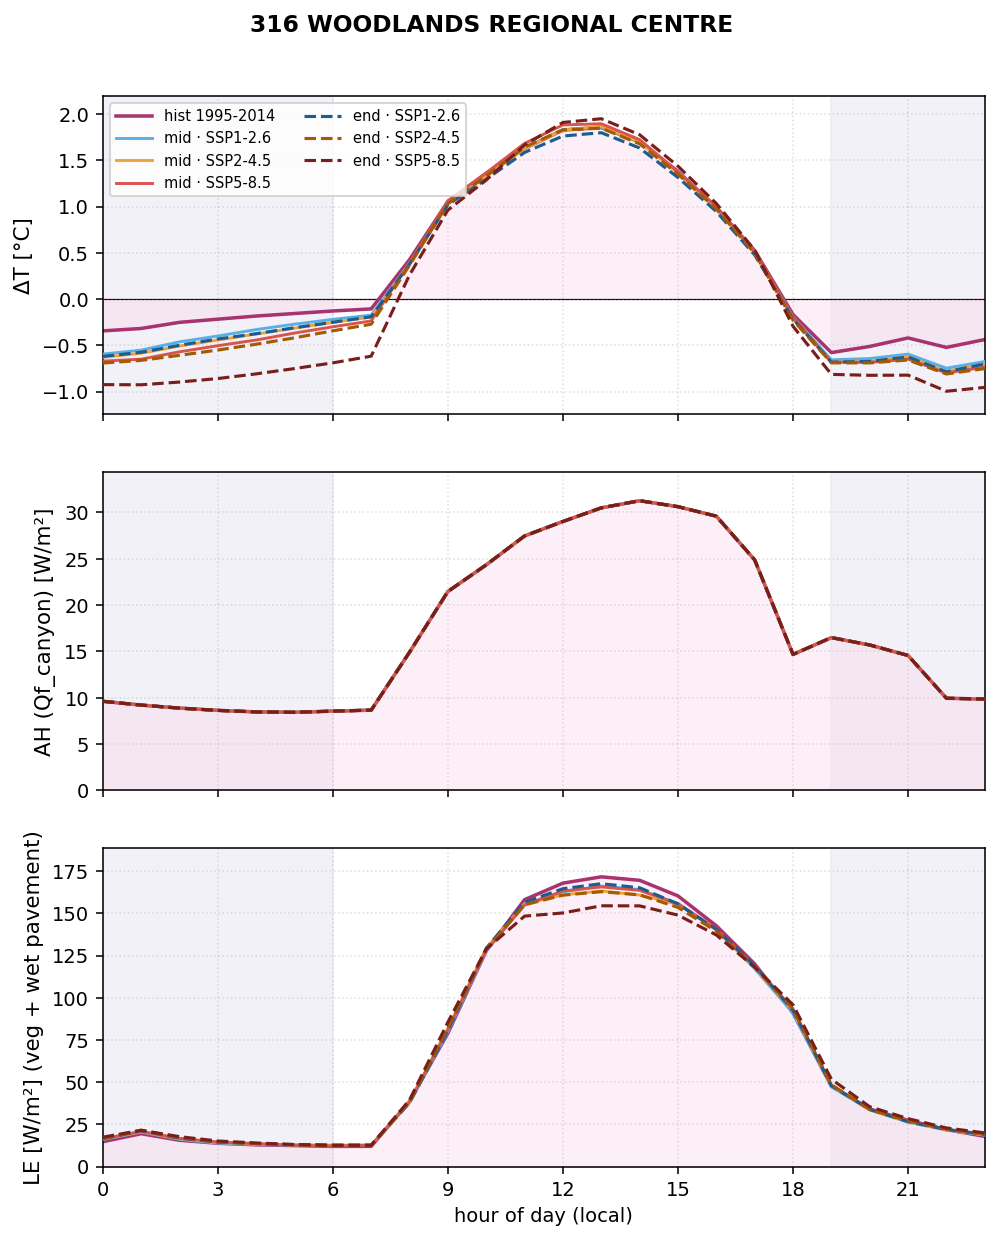 316 WOODLANDS REGIONAL CENTRE
hist 1995-2014
mid · SSP1-2.6
mid · SSP2-4.5
mid · SSP5-8.5
end · SSP1-2.6
end · SSP2-4.5
end · SSP5-8.5
ΔT [°C]
2.0
1.5
1.0
0.5
0.0
−0.5
−1.0
AH (Qf_canyon) [W/m²]
30
25
20
15
10
5
0
LE [W/m²] (veg + wet pavement)
175
150
125
100
75
50
25
0
0 3 6 9 12 15 18 21
hour of day (local)